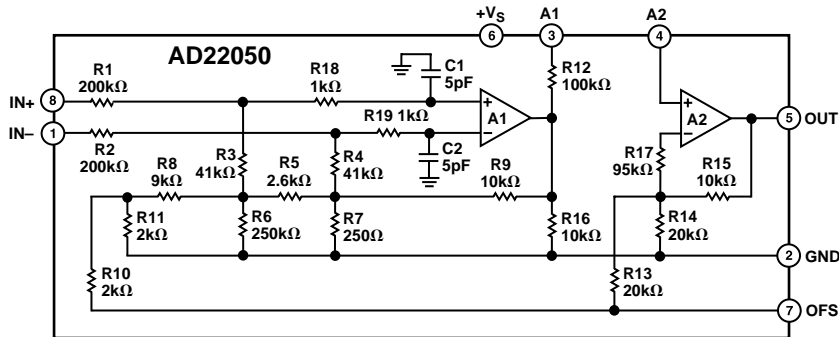 +VS
A1
A2
6
3
4
AD22050
R1
200kΩ
R18
1kΩ
C1
5pF
R12
100kΩ
IN+
8
R19 1kΩ
+
–
A1
+
–
A2
5
OUT
IN–
1
R2
200kΩ
R3
41kΩ
R4
41kΩ
C2
5pF
R17
95kΩ
R8
9kΩ
R5
2.6kΩ
R9
10kΩ
R15
10kΩ
R11
2kΩ
R6
250kΩ
R7
250Ω
R16
10kΩ
R14
20kΩ
2
GND
R10
2kΩ
R13
20kΩ
7
OFS